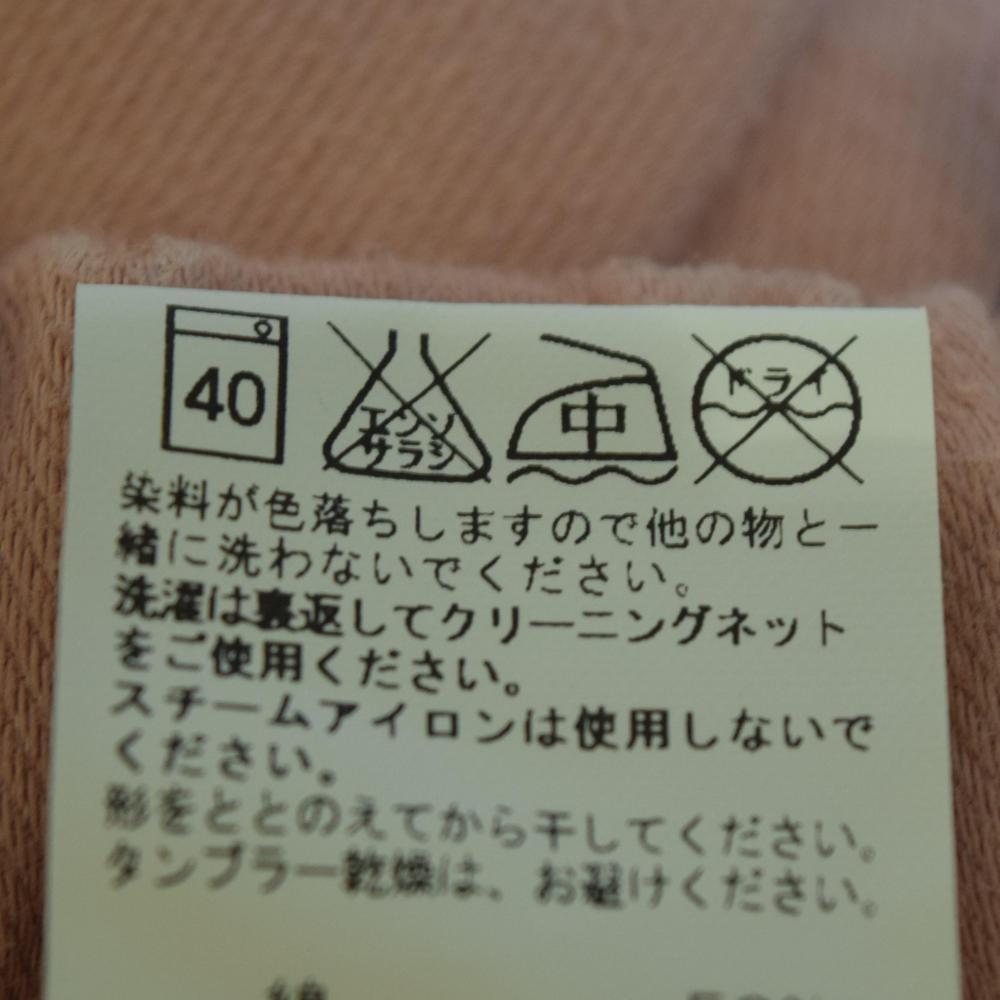 40
エンソ
サラシ
中
ドライ
染料が色落ちしますので他の物と一
緒に洗わないでください。
洗濯は裏返してクリーニングネット
をご使用ください。
スチームアイロンは使用しないで
ください。
形をととのえてから干してください。
タンブラー乾燥は、お避けください。
綿